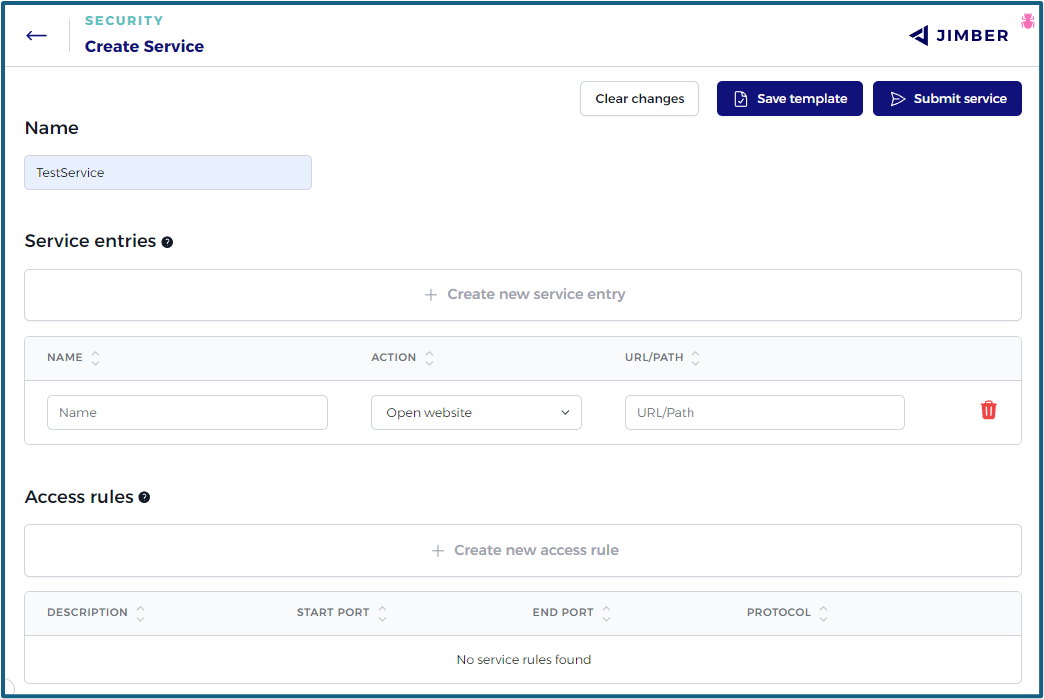 SECURITY
Create Service
JIMBER
Clear changes
Save template
Submit service
Name
TestService
Service entries ?
+ Create new service entry
NAME ACTION URL/PATH
Name Open website URL/Path
Access rules ?
+ Create new access rule
DESCRIPTION START PORT END PORT PROTOCOL
No service rules found